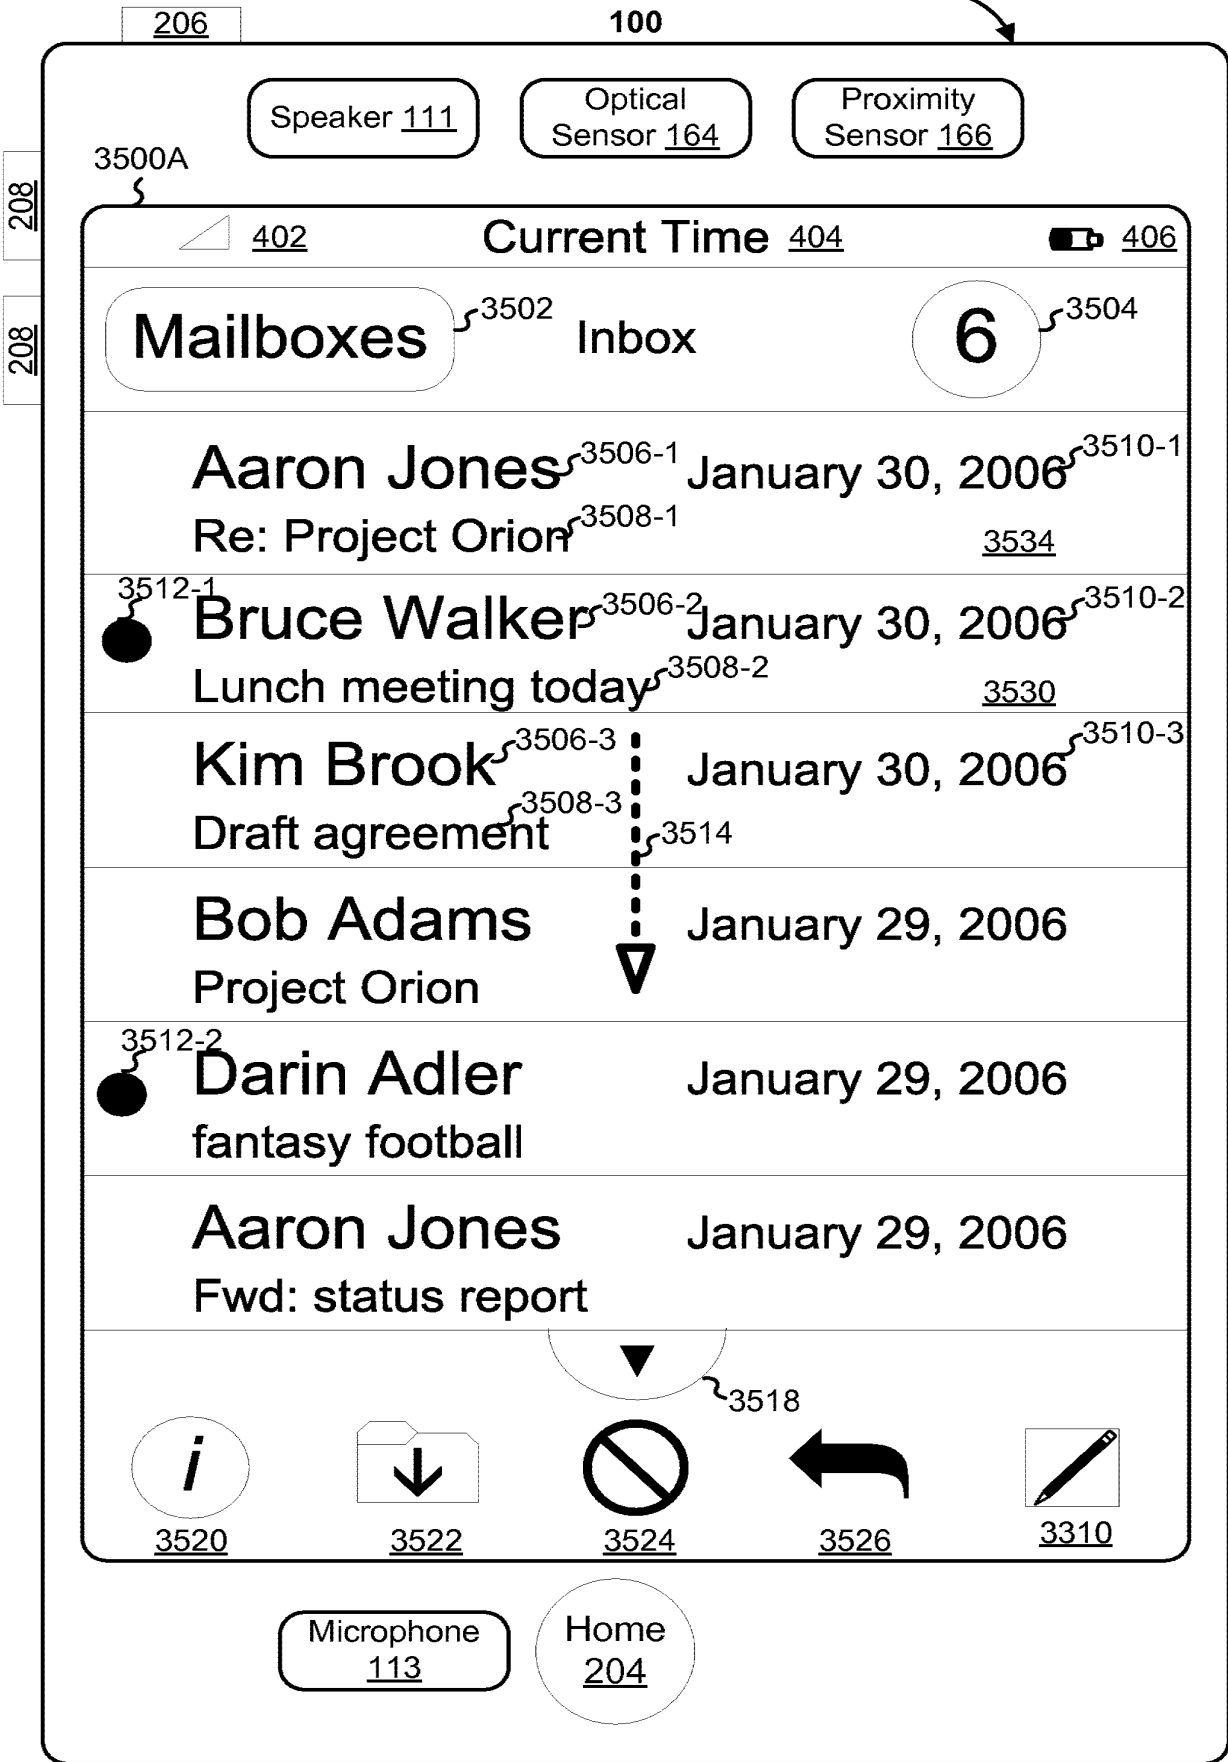 206
100
Speaker 111
Optical
Sensor 164
Proximity
Sensor 166
3500A
208
208
402
Current Time 404
406
Mailboxes
3502
Inbox
6
3504
Aaron Jones
3506-1
January 30, 2006
3510-1
Re: Project Orion
3508-1
3534
3512-1
Bruce Walker
3506-2
January 30, 2006
3510-2
Lunch meeting today
3508-2
3530
Kim Brook
3506-3
January 30, 2006
3510-3
Draft agreement
3508-3
3514
Bob Adams
January 29, 2006
Project Orion
3512-2
Darin Adler
January 29, 2006
fantasy football
Aaron Jones
January 29, 2006
Fwd: status report
3518
i
3520
3522
3524
3526
3310
Microphone
113
Home
204